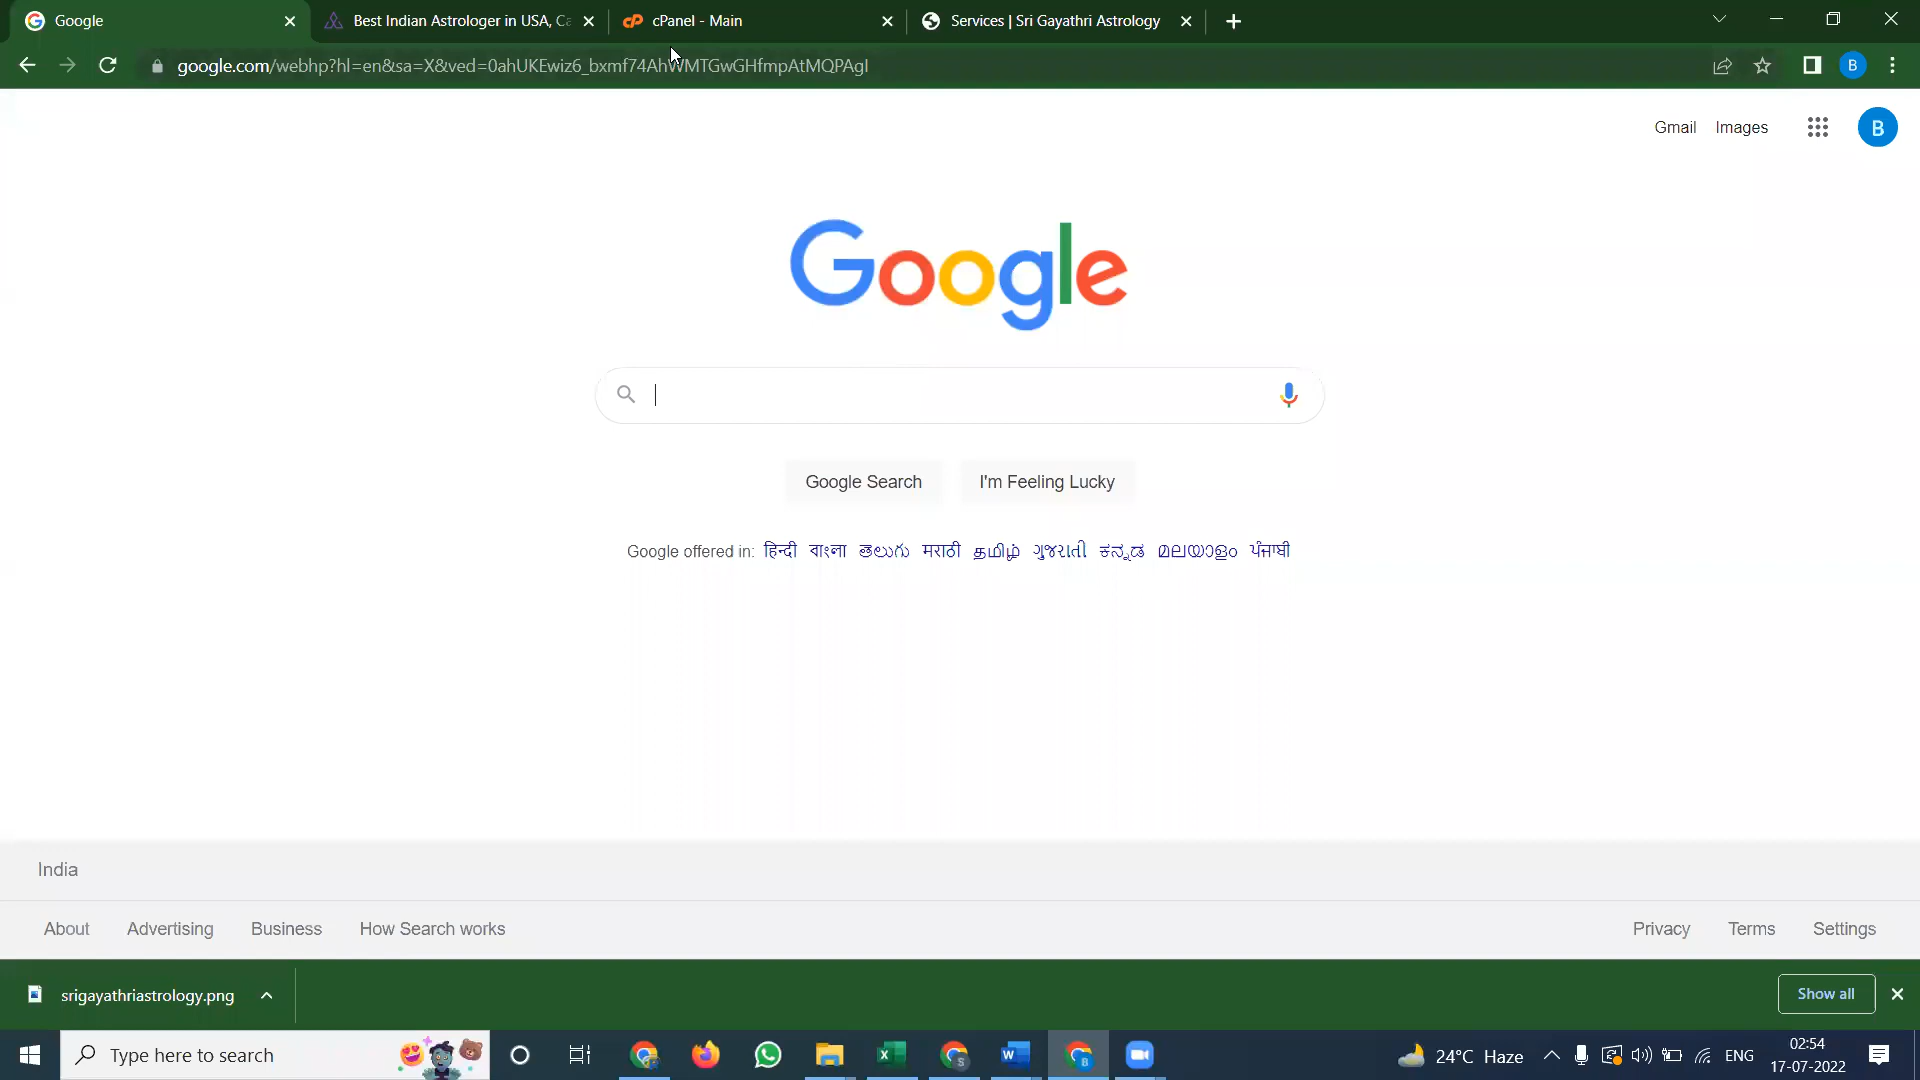 Google
Best Indian Astrologer in USA, Ca
cPanel - Main
Services | Sri Gayathri Astrology
google.com/webhp?hl=en&sa=X&ved=0ahUKEwiz6_bxmf74AhWMTGwGHfmpAtMQPAgI
B
Gmail Images
B
Google
Google Search
I'm Feeling Lucky
Google offered in: हिन्दी বাংলা తెలుగు मराठी தமிழ் ગુજરાતી ಕನ್ನಡ മലയാളം ਪੰਜਾਬੀ
India
About Advertising Business How Search works
Privacy Terms Settings
srigayathriastrology.png
Show all
Type here to search
24°C Haze
ENG
02:54
17-07-2022